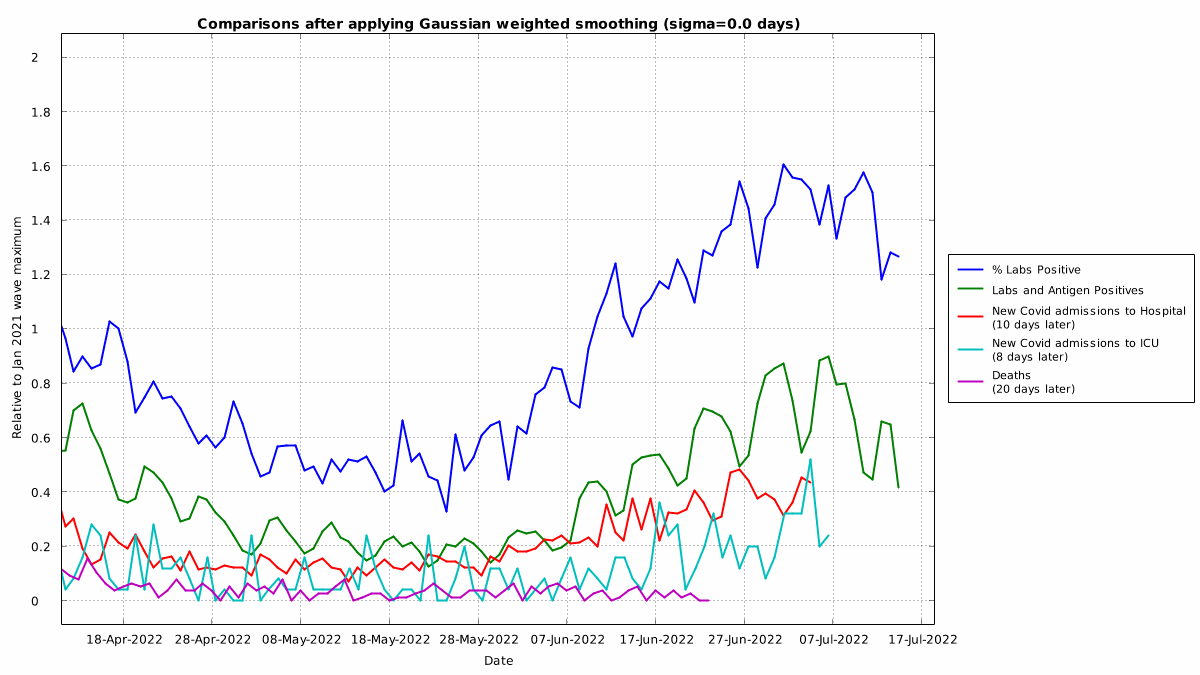 Comparisons after applying Gaussian weighted smoothing (sigma=0.0 days)
Relative to Jan 2021 wave maximum
2
1.8
1.6
1.4
1.2
1
0.8
0.6
0.4
0.2
0
18-Apr-2022 28-Apr-2022 08-May-2022 18-May-2022 28-May-2022 07-Jun-2022 17-Jun-2022 27-Jun-2022 07-Jul-2022 17-Jul-2022
Date
% Labs Positive
Labs and Antigen Positives
New Covid admissions to Hospital
(10 days later)
New Covid admissions to ICU
(8 days later)
Deaths
(20 days later)